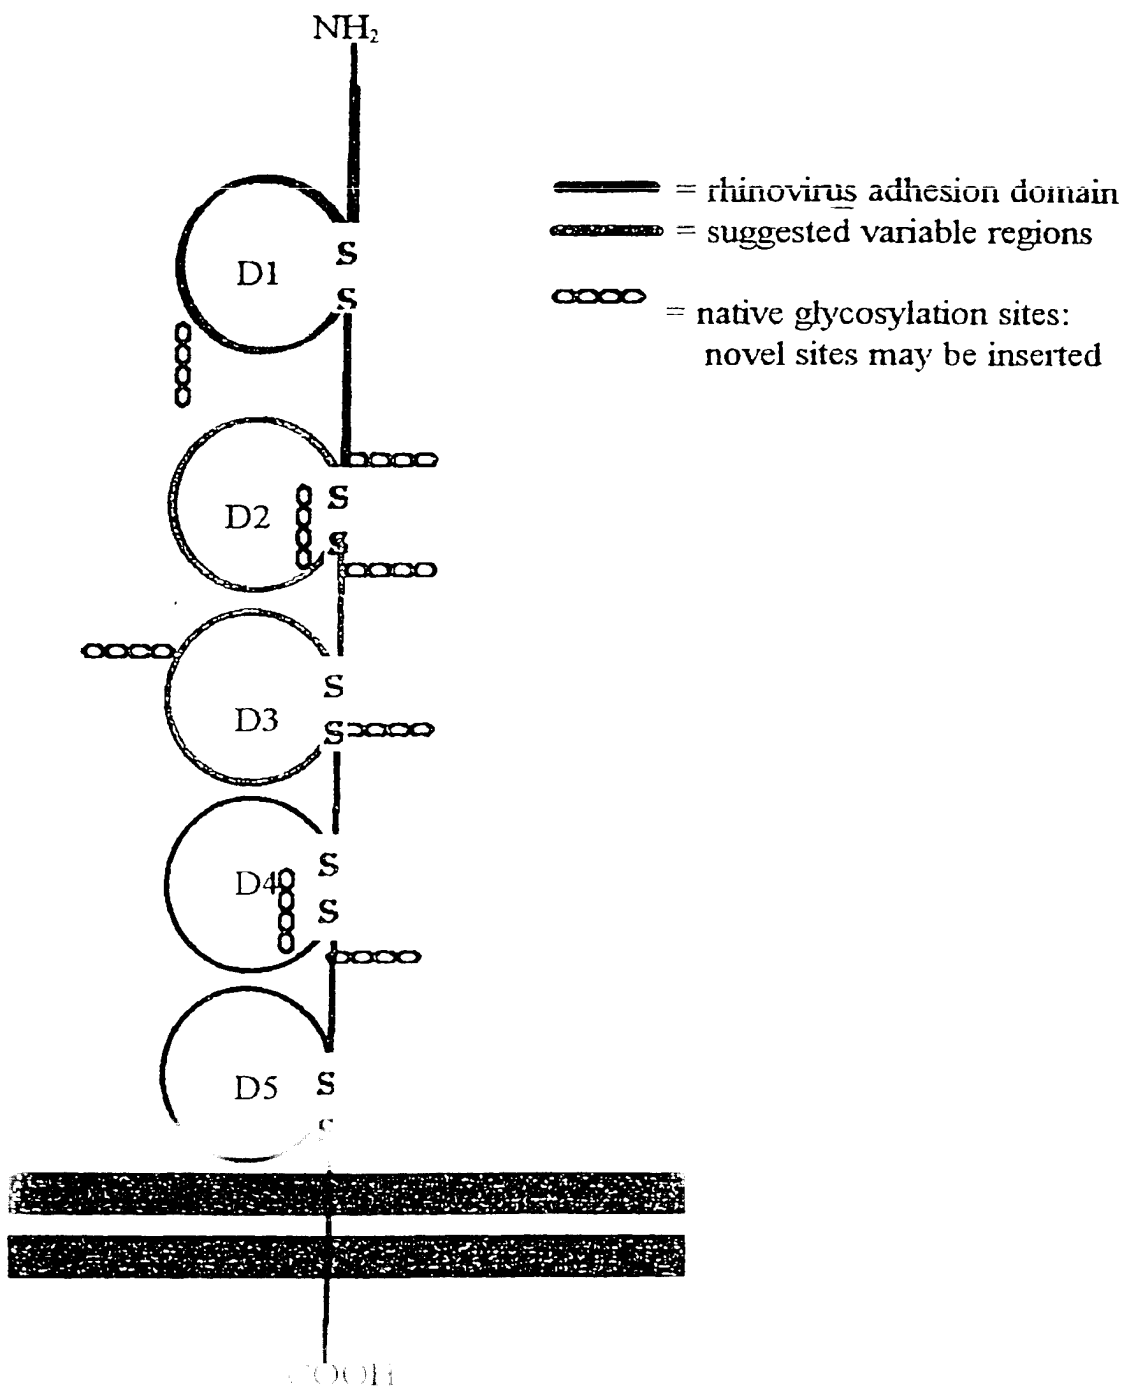 NH₂
= rhinovirus adhesion domain
= suggested variable regions
= native glycosylation sites:
novel sites may be inserted
S
D1
S
S
D2
S
S
D3
S
S
D4
S
S
D5
S
COOH